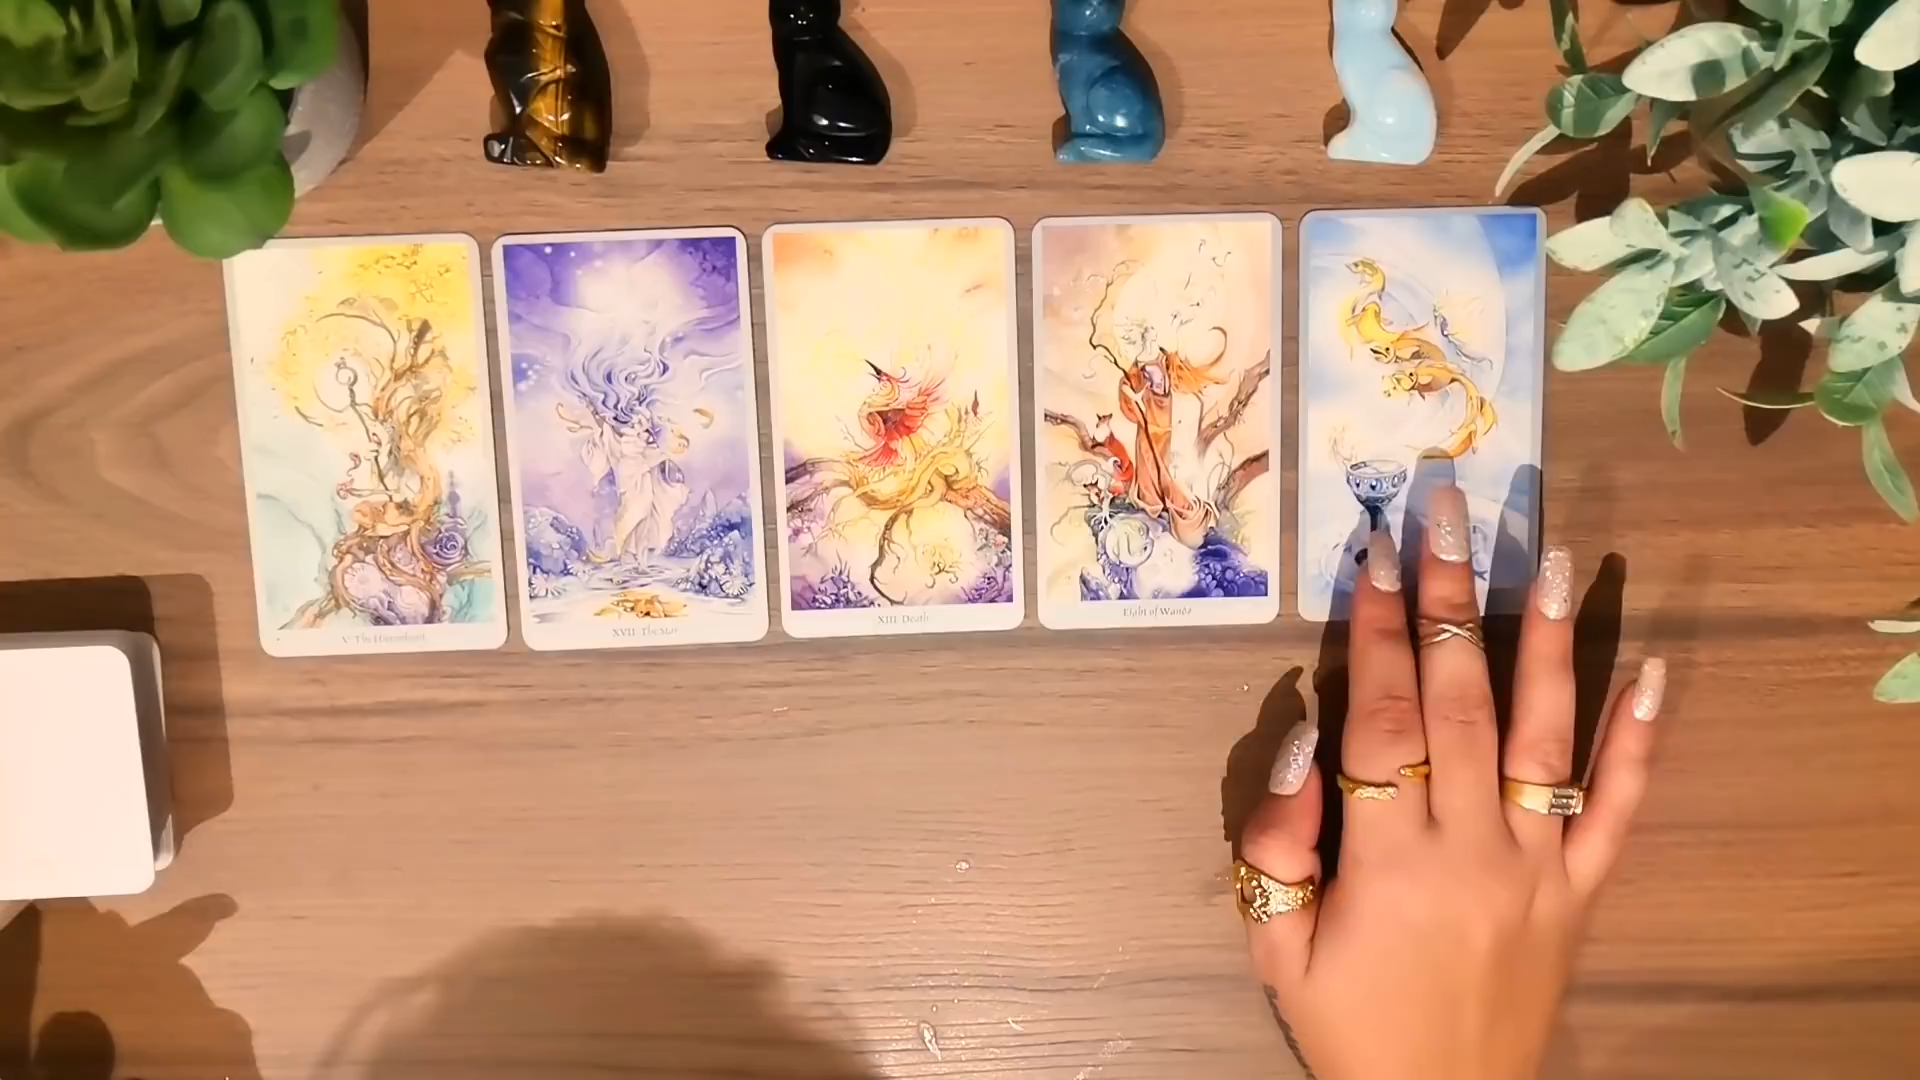 V The Hierophant
XVII The Star
XIII Death
Eight of Wands